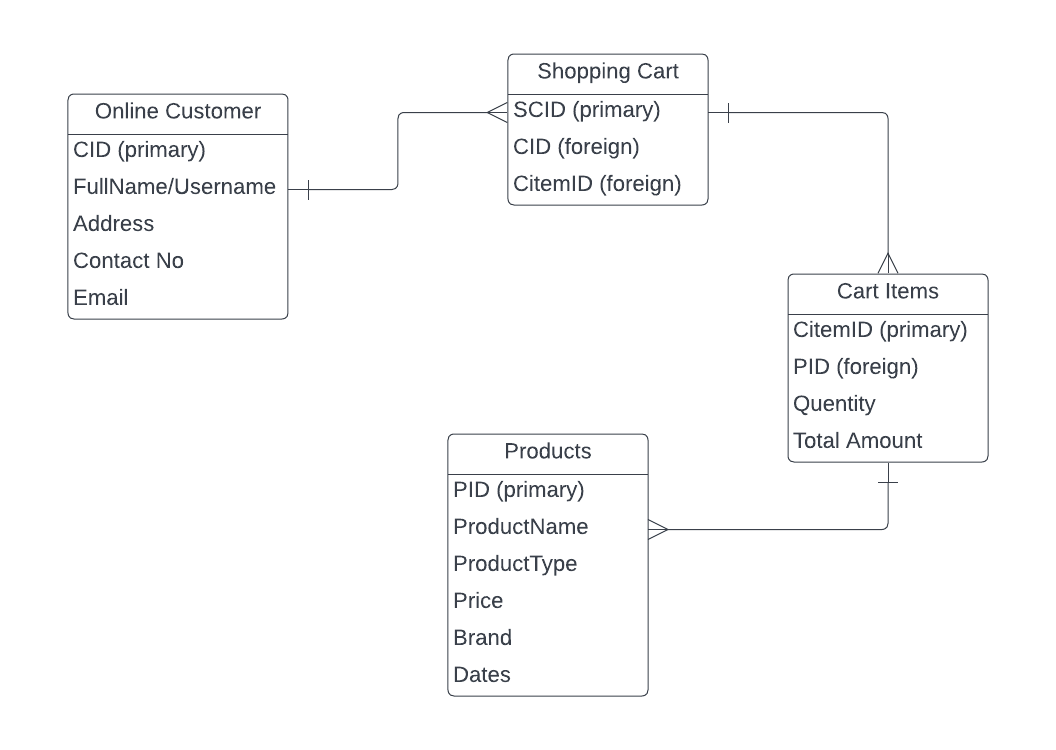 Online Customer
CID (primary)
FullName/Username
Address
Contact No
Email
Shopping Cart
SCID (primary)
CID (foreign)
CitemID (foreign)
Cart Items
CitemID (primary)
PID (foreign)
Quentity
Total Amount
Products
PID (primary)
ProductName
ProductType
Price
Brand
Dates